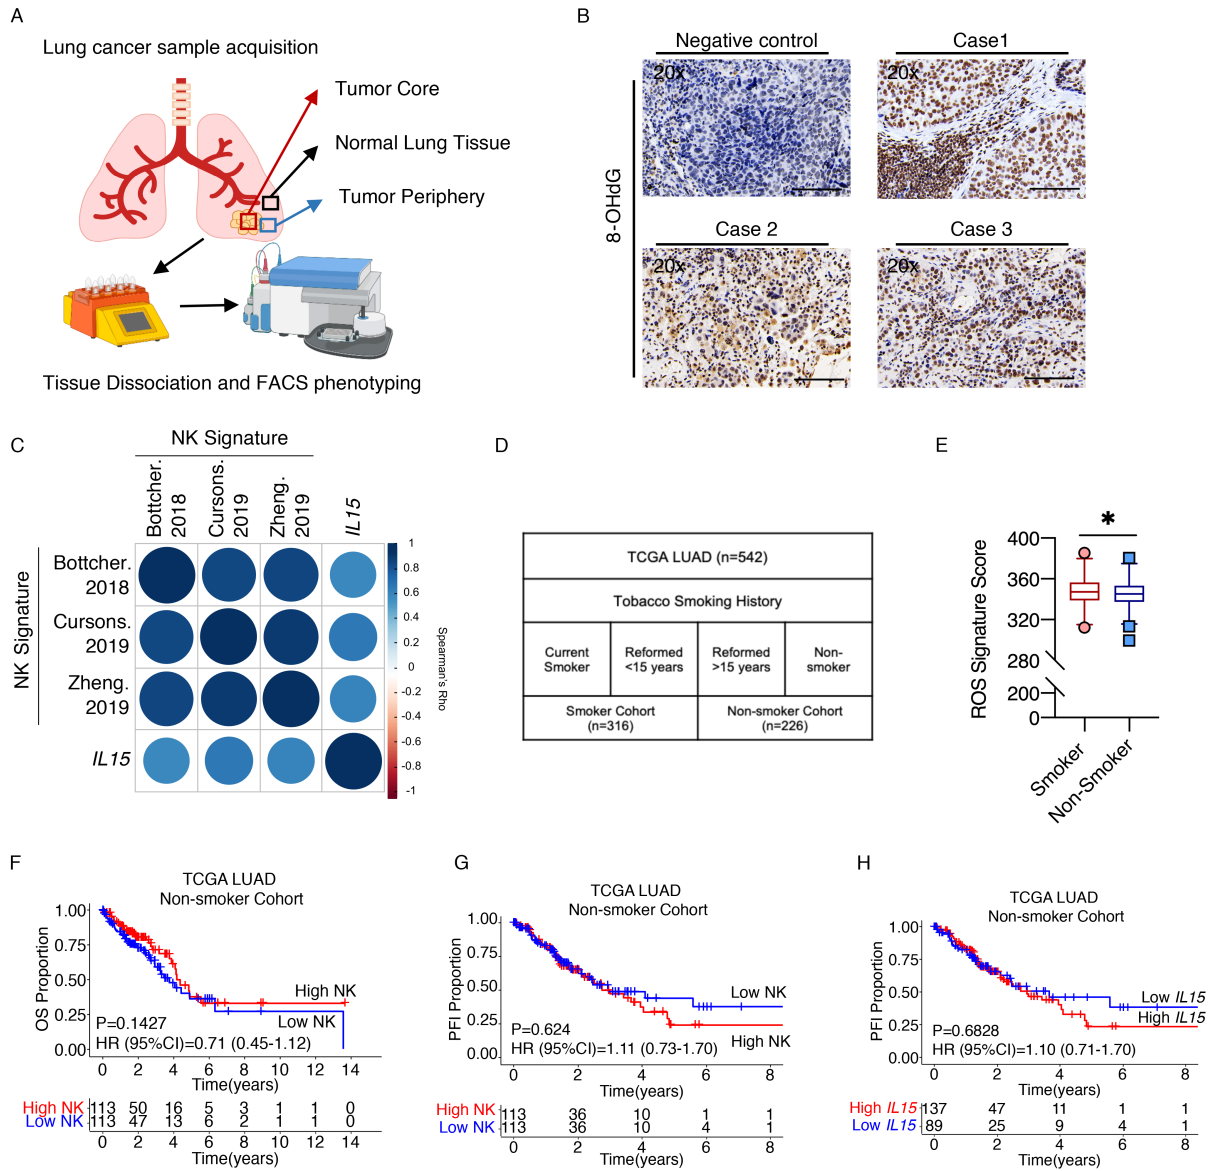 A
Lung cancer sample acquisition
Tumor Core
Normal Lung Tissue
Tumor Periphery
Tissue Dissociation and FACS phenotyping
B
Negative control
Case1
20x
20x
8-OHdG
Case 2
Case 3
20x
20x
C
NK Signature
Bottcher.
2018
Cursons.
2019
Zheng.
2019
IL15
NK Signature
Bottcher.
2018
Cursons.
2019
Zheng.
2019
IL15
1
0.8
0.6
0.4
0.2
0
-0.2
-0.4
-0.6
-0.8
-1
Spearman's Rho
D
TCGA LUAD (n=542)
Tobacco Smoking History
Current
Smoker
Reformed
<15 years
Reformed
>15 years
Non-
smoker
Smoker Cohort
(n=316)
Non-smoker Cohort
(n=226)
E
*
ROS Signature Score
400
360
320
280
200
0
Smoker
Non-Smoker
F
TCGA LUAD
Non-smoker Cohort
OS Proportion
1.00
0.75
0.50
0.25
0.00
High NK
Low NK
P=0.1427
HR (95%CI)=0.71 (0.45-1.12)
0 2 4 6 8 10 12 14
Time(years)
High NK 113 50 16 5 3 1 1 0
Low NK 113 47 13 6 2 1 1 0
0 2 4 6 8 10 12 14
Time(years)
G
TCGA LUAD
Non-smoker Cohort
PFI Proportion
1.00
0.75
0.50
0.25
0.00
Low NK
High NK
P=0.624
HR (95%CI)=1.11 (0.73-1.70)
0 2 4 6 8
Time(years)
High NK 113 36 10 1 1
Low NK 113 36 10 4 1
0 2 4 6 8
Time(years)
H
TCGA LUAD
Non-smoker Cohort
PFI Proportion
1.00
0.75
0.50
0.25
0.00
Low IL15
High IL15
P=0.6828
HR (95%CI)=1.10 (0.71-1.70)
0 2 4 6 8
Time(years)
High IL15 137 47 11 1 1
Low IL15 89 25 9 4 1
0 2 4 6 8
Time(years)